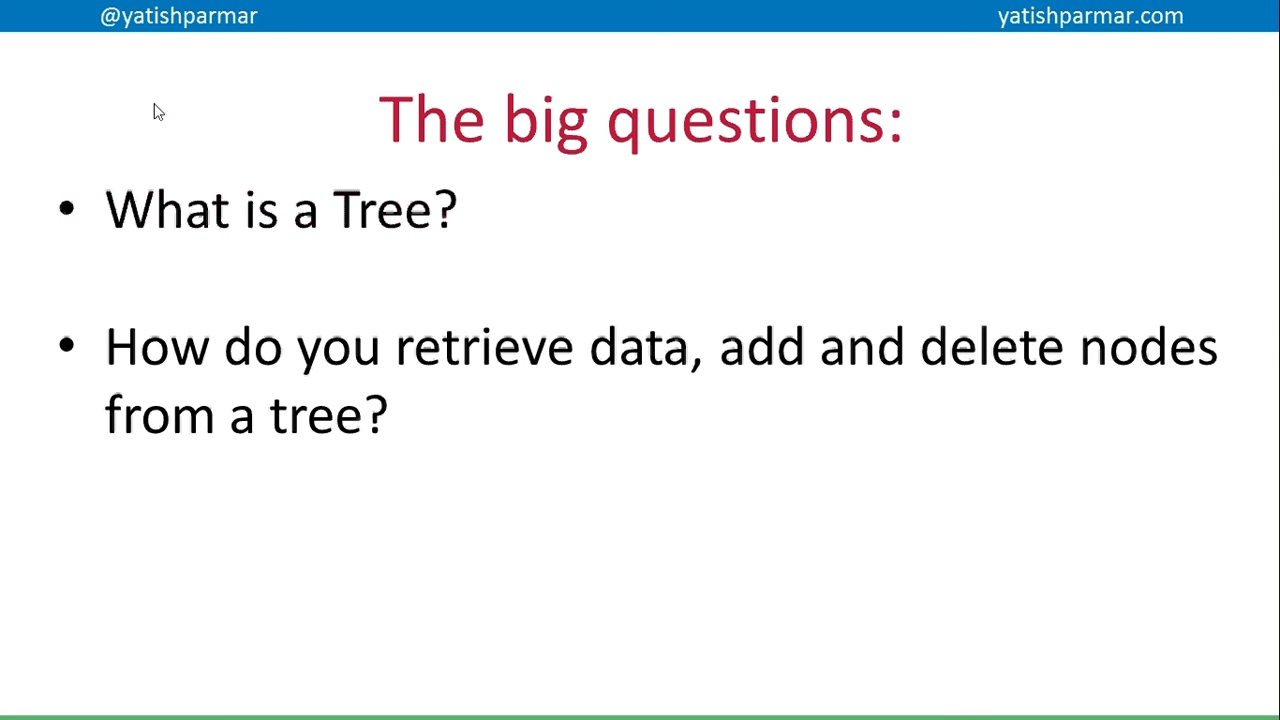 @yatishparmar
yatishparmar.com
The big questions:
• What is a Tree?
• How do you retrieve data, add and delete nodes
from a tree?